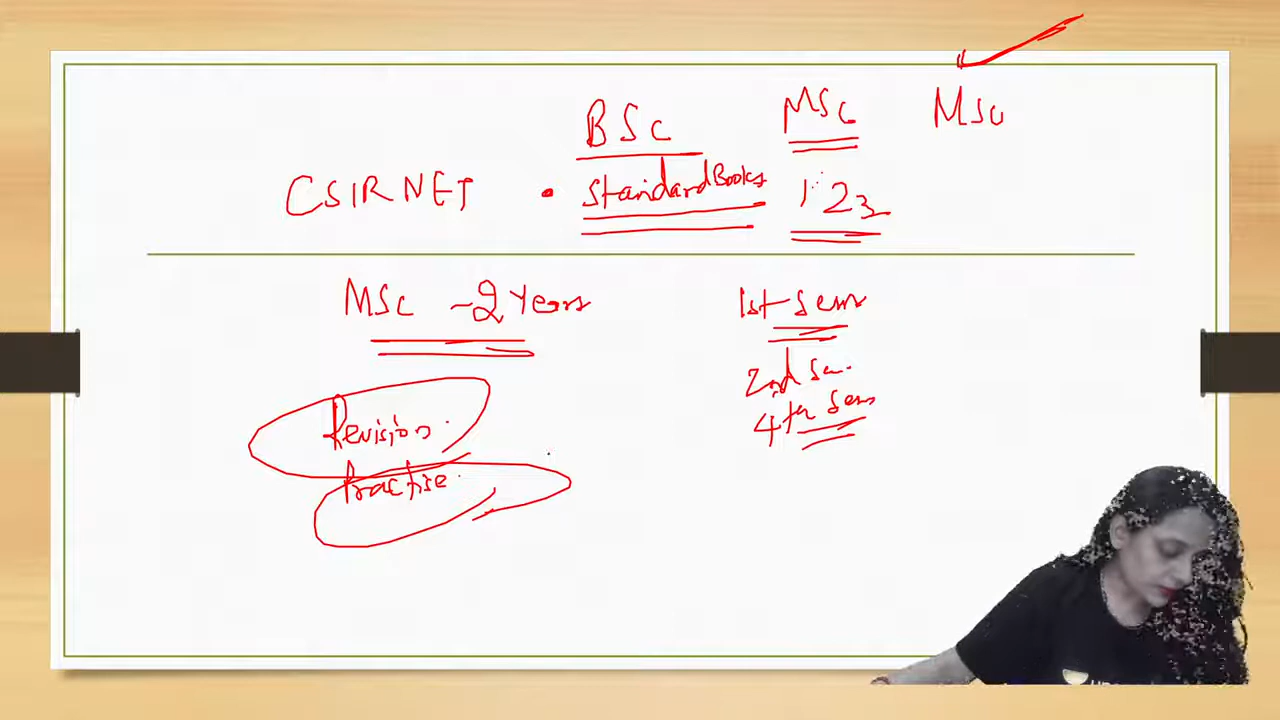 BSc MSc MSc
CSIR NET • Standard Books 1 2 3
MSc - 2 Years
1st Sem
2nd Sem.
4th Sem
Revision
Practise